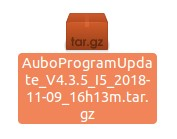 tar.gz
AuboProgramUpda
te_V4.3.5_I5_2018-
11-09_16h13m.tar.
gz